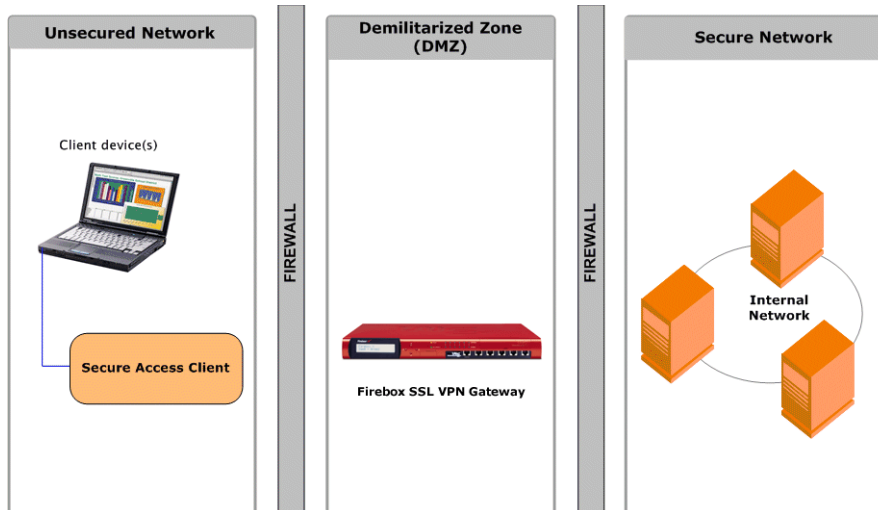 Unsecured Network
Demilitarized Zone
(DMZ)
Secure Network
Client device(s)
FIREWALL
FIREWALL
Internal
Network
Secure Access Client
Firebox SSL VPN Gateway